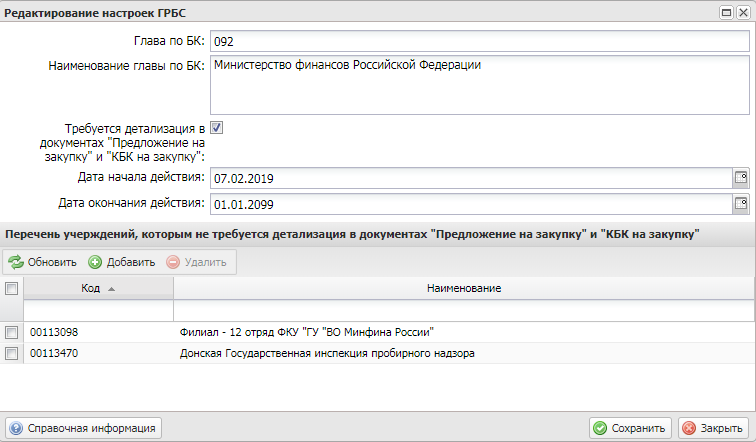 Редактирование настроек ГРБС
Глава по БК: 092
Наименование главы по БК: Министерство финансов Российской Федерации
Требуется детализация в
документах "Предложение на
закупку" и "КБК на закупку":
Дата начала действия: 07.02.2019
Дата окончания действия: 01.01.2099
Перечень учерждений, которым не требуется детализация в документах "Предложение на закупку" и "КБК на закупку"
Обновить Добавить Удалить
Код Наименование
00113098 Филиал - 12 отряд ФКУ "ГУ "ВО Минфина России"
00113470 Донская Государственная инспекция пробирного надзора
Справочная информация Сохранить Закрыть